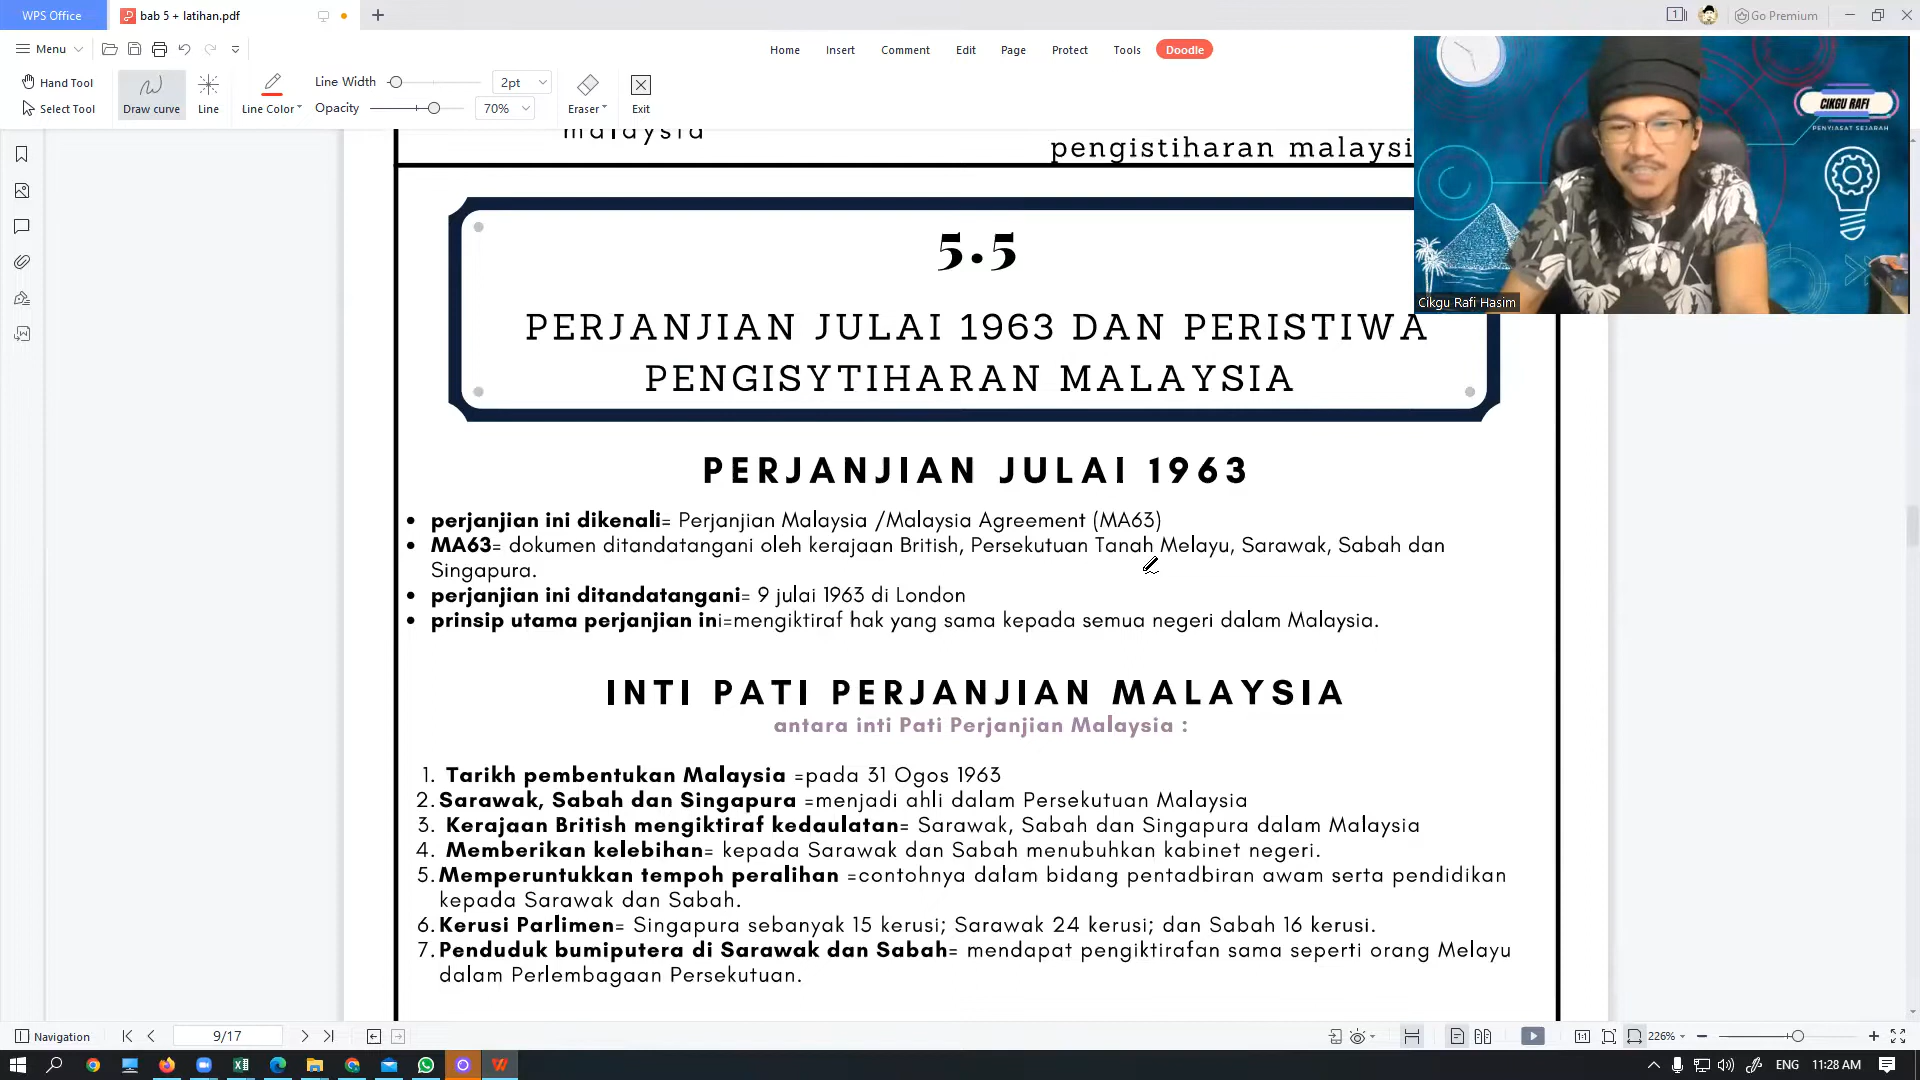 WPS Office
bab 5 + latihan.pdf
Go Premium
Menu
Home Insert Comment Edit Page Protect Tools Doodle
Hand Tool
Select Tool
Draw curve
Line
Line Color
Line Width
2pt
Opacity
70%
Eraser
Exit
CIKGU RAFI
PENYIASAT SEJARAH
Cikgu Rafi Hasim
malaysia
pengistiharan malaysi
5.5
PERJANJIAN JULAI 1963 DAN PERISTIWA
PENGISYTIHARAN MALAYSIA
PERJANJIAN JULAI 1963
• perjanjian ini dikenali= Perjanjian Malaysia /Malaysia Agreement (MA63)
• MA63= dokumen ditandatangani oleh kerajaan British, Persekutuan Tanah Melayu, Sarawak, Sabah dan
Singapura.
• perjanjian ini ditandatangani= 9 julai 1963 di London
• prinsip utama perjanjian ini=mengiktiraf hak yang sama kepada semua negeri dalam Malaysia.
INTI PATI PERJANJIAN MALAYSIA
antara inti Pati Perjanjian Malaysia :
1. Tarikh pembentukan Malaysia =pada 31 Ogos 1963
2. Sarawak, Sabah dan Singapura =menjadi ahli dalam Persekutuan Malaysia
3. Kerajaan British mengiktiraf kedaulatan= Sarawak, Sabah dan Singapura dalam Malaysia
4. Memberikan kelebihan= kepada Sarawak dan Sabah menubuhkan kabinet negeri.
5. Memperuntukkan tempoh peralihan =contohnya dalam bidang pentadbiran awam serta pendidikan
kepada Sarawak dan Sabah.
6. Kerusi Parlimen= Singapura sebanyak 15 kerusi; Sarawak 24 kerusi; dan Sabah 16 kerusi.
7. Penduduk bumiputera di Sarawak dan Sabah= mendapat pengiktirafan sama seperti orang Melayu
dalam Perlembagaan Persekutuan.
Navigation
9/17
226%
ENG 11:28 AM